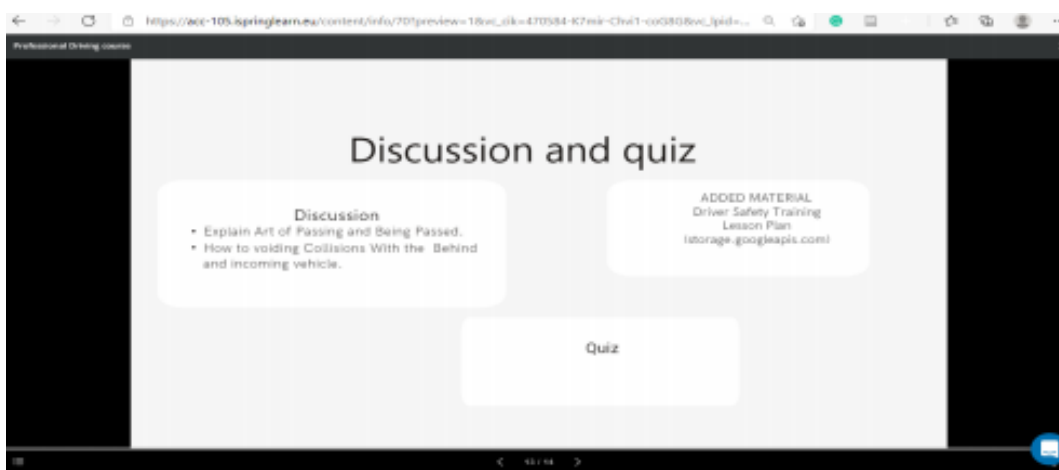 Professional Driving course
Discussion and quiz
Discussion
• Explain Art of Passing and Being Passed.
• How to voiding Collisions With the Behind
and incoming vehicle.
ADDED MATERIAL
Driver Safety Training
Lesson Plan
(storage.googleapis.com)
Quiz